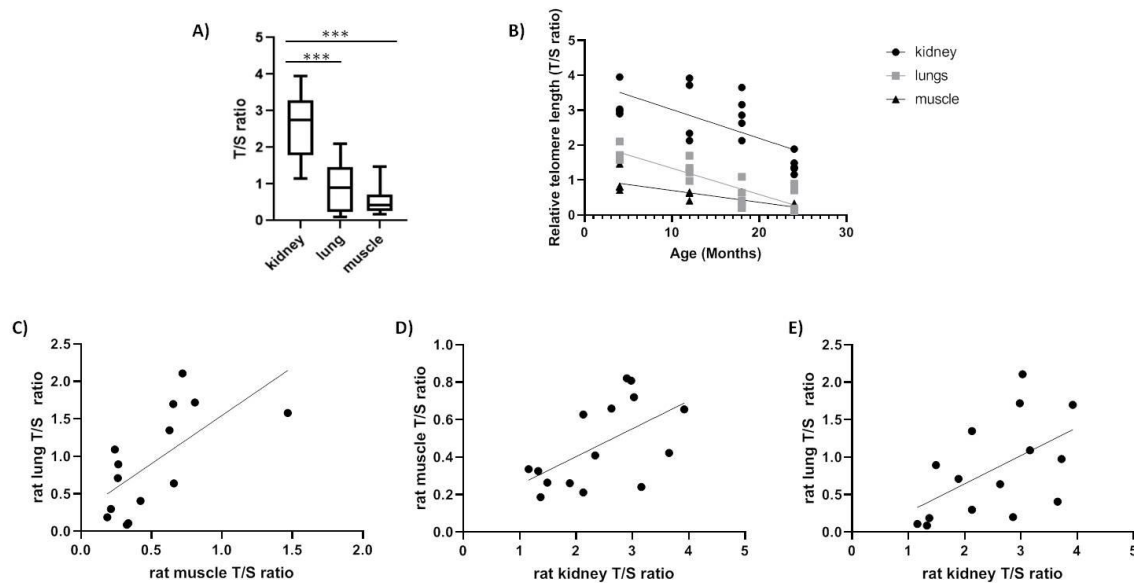 A)
***
***
T/S ratio
5
4
3
2
1
0
kidney
lung
muscle
B)
Relative telomere length (T/S ratio)
5
4
3
2
1
0
0 10 20 30
Age (Months)
kidney
lungs
muscle
C)
rat lung T/S ratio
2.5
2.0
1.5
1.0
0.5
0.0
0.0 0.5 1.0 1.5 2.0
rat muscle T/S ratio
D)
rat muscle T/S ratio
1.0
0.8
0.6
0.4
0.2
0.0
0 1 2 3 4 5
rat kidney T/S ratio
E)
rat lung T/S ratio
2.5
2.0
1.5
1.0
0.5
0.0
0 1 2 3 4 5
rat kidney T/S ratio